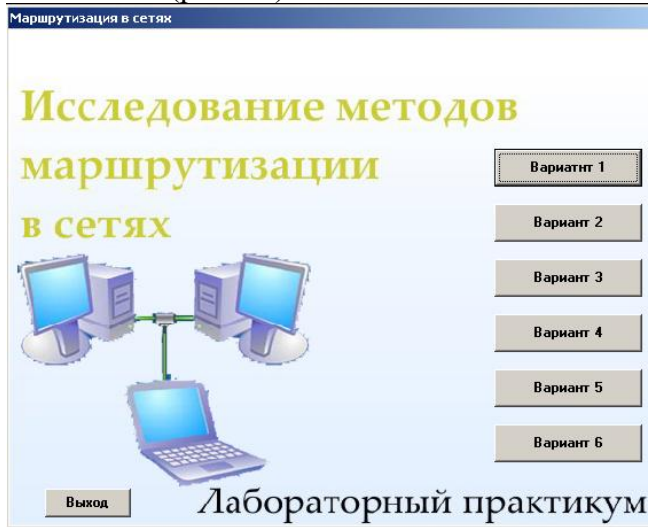 Маршрутизация в сетях
Исследование методов
маршрутизации
в сетях
Вариатнт 1
Вариант 2
Вариант 3
Вариант 4
Вариант 5
Вариант 6
Выход
Лабораторный практикум